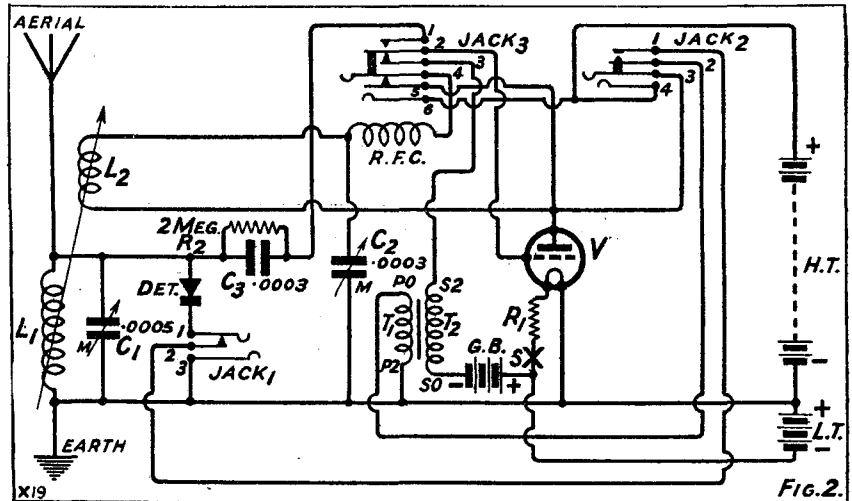 AERIAL
1
2
JACK3
3
4
5
6
1
JACK2
2
3
4
+
R.F.C.
L2
2 MEG.
R2
C3 .0003
C2
.0003
M
V
H.T.
DET.
L1
.0005
M
C1
1
2
3
JACK1
PO
S2
T1
T2
P2
SO
G.B.
-
+
R1
S
-
+
L.T.
-
EARTH
X19
FIG.2.